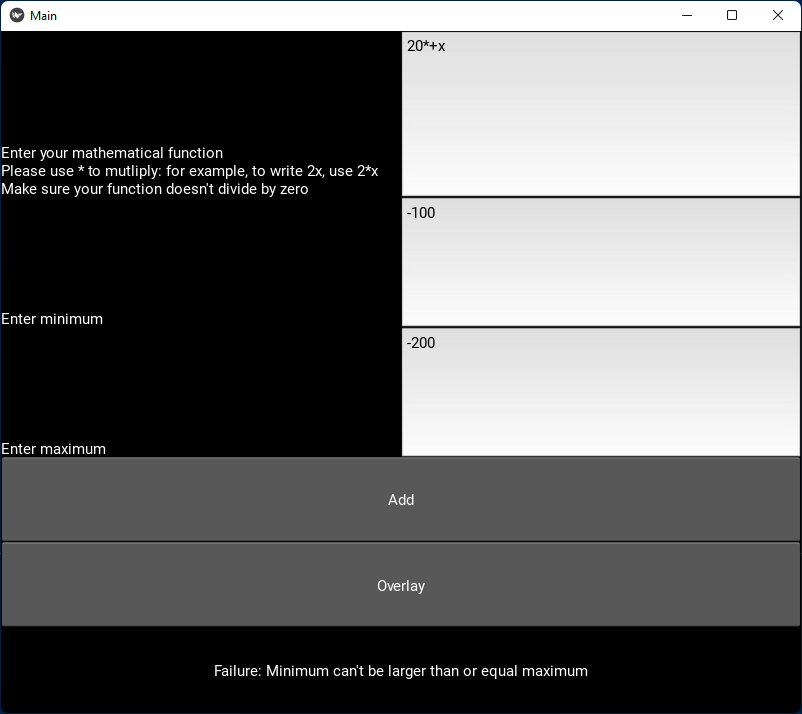 Main
20*+x
Enter your mathematical function
Please use * to mutliply: for example, to write 2x, use 2*x
Make sure your function doesn't divide by zero
-100
Enter minimum
-200
Enter maximum
Add
Overlay
Failure: Minimum can't be larger than or equal maximum